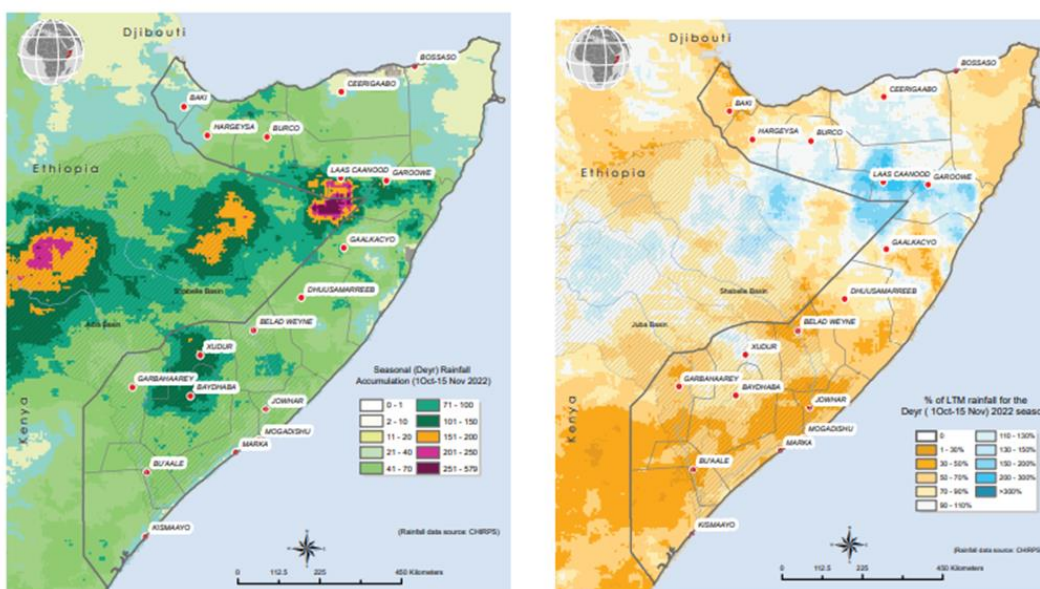 Djibouti
BOSSASO
CEERIGAABO
BAKI
HARGEYSA
BURCO
Ethiopia
LAAS CAANOOD
GAROOWE
GAALKACYO
Shabelle Basin
DHUUSAMARREEB
Juba Basin
BELAD WEYNE
XUDUR
GARBAHAAREY
BAYDHABA
JOWHAR
MOGADISHU
MARKA
BU'AALE
KISMAAYO
Kenya
Seasonal (Deyr) Rainfall
Accumulation (1Oct-15 Nov 2022)
0 - 1
2 - 10
11 - 20
21 - 40
41 - 70
71 - 100
101 - 150
151 - 200
201 - 250
251 - 579
(Rainfall data source: CHIRPS)
0 112.5 225 450 Kilometers
Djibouti
BOSSASO
CEERIGAABO
BAKI
HARGEYSA
BURCO
Ethiopia
LAAS CAANOOD
GAROOWE
GAALKACYO
Shabelle Basin
DHUUSAMARREEB
Juba Basin
BELAD WEYNE
XUDUR
GARBAHAAREY
BAYDHABA
JOWHAR
MOGADISHU
MARKA
BU'AALE
KISMAAYO
Kenya
% of LTM rainfall for the
Deyr ( 1Oct-15 Nov) 2022 seaso
0
1 - 30%
30 - 50%
50 - 70%
70 - 90%
90 - 110%
110 - 130%
130 - 150%
150 - 200%
200 - 300%
>300%
(Rainfall data source: CHIRPS
0 112.5 225 450 Kilometers